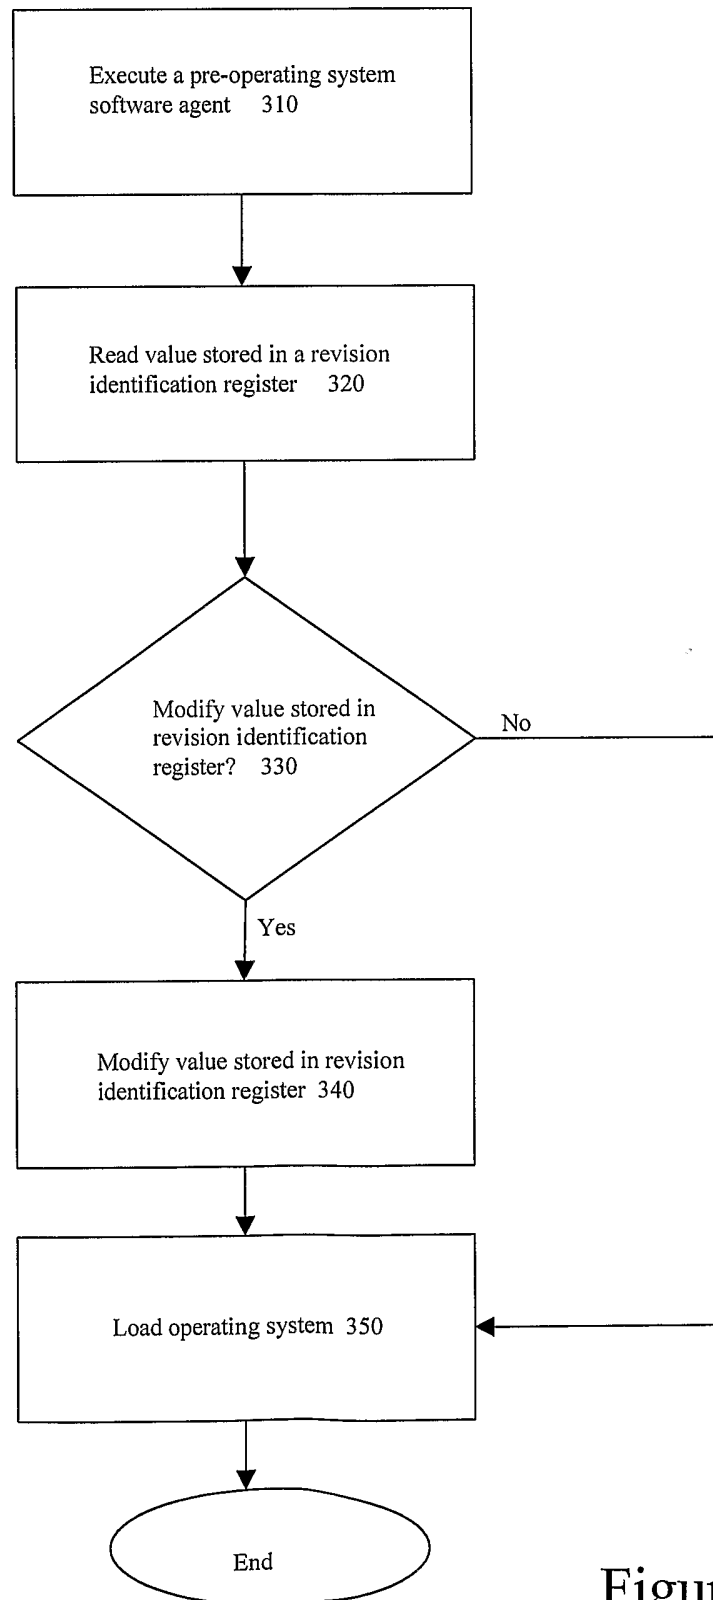 Execute a pre-operating system
software agent 310
Read value stored in a revision
identification register 320
Modify value stored in
revision identification
register? 330
No
Yes
Modify value stored in revision
identification register 340
Load operating system 350
End